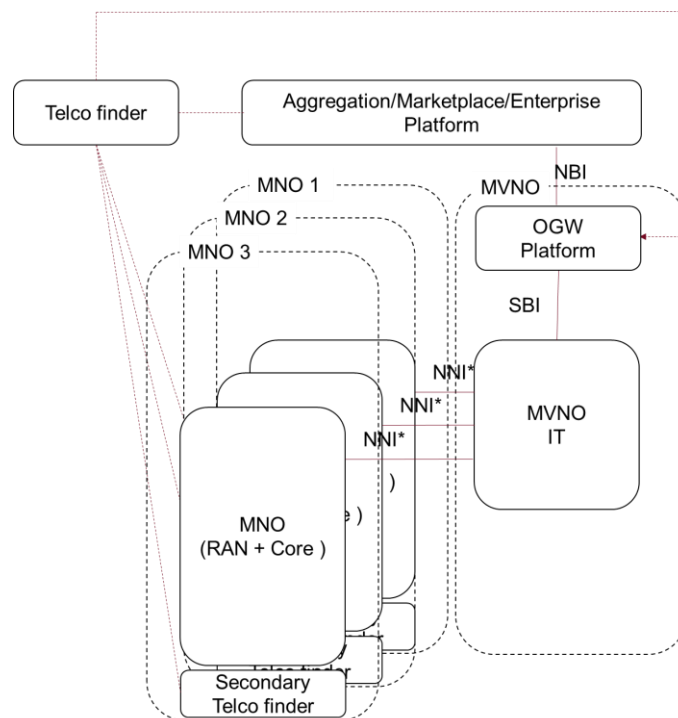 Telco finder
Aggregation/Marketplace/Enterprise
Platform
NBI
MNO 1
MVNO
MNO 2
OGW
Platform
MNO 3
SBI
NNI*
NNI*
NNI*
MVNO
IT
)
)
MNO
(RAN + Core )
Secondary
Telco finder